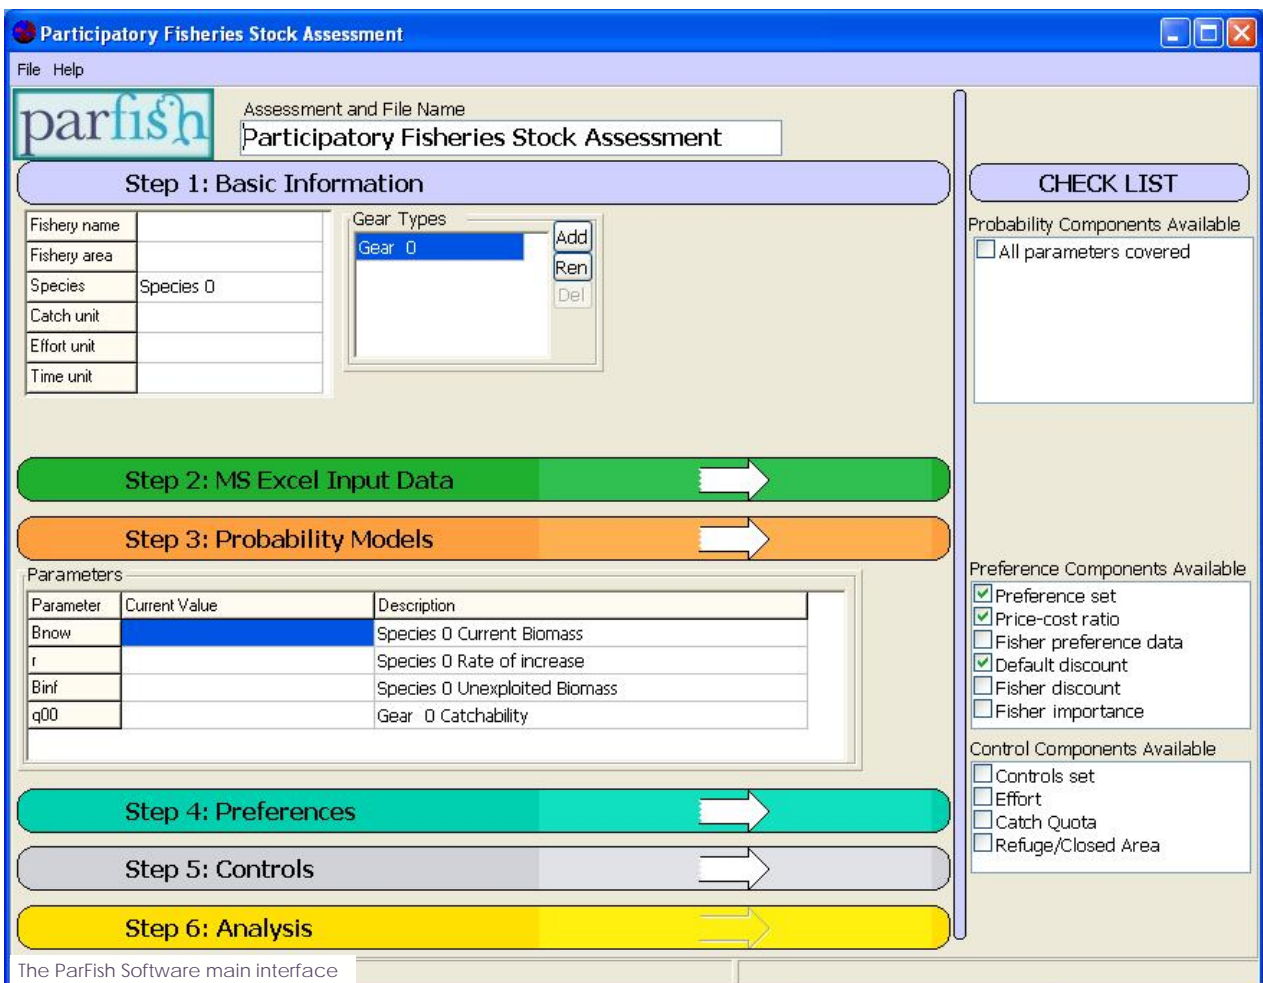 Participatory Fisheries Stock Assessment
File Help
parfish
Assessment and File Name
Participatory Fisheries Stock Assessment
Step 1: Basic Information
Fishery name
Fishery area
Species Species 0
Catch unit
Effort unit
Time unit
Gear Types
Gear 0
Add
Ren
Del
Step 2: MS Excel Input Data
Step 3: Probability Models
Parameters
Parameter Current Value Description
Bnow Species 0 Current Biomass
r Species 0 Rate of increase
Binf Species 0 Unexploited Biomass
q00 Gear 0 Catchability
Step 4: Preferences
Step 5: Controls
Step 6: Analysis
CHECK LIST
Probability Components Available
All parameters covered
Preference Components Available
Preference set
Price-cost ratio
Fisher preference data
Default discount
Fisher discount
Fisher importance
Control Components Available
Controls set
Effort
Catch Quota
Refuge/Closed Area
The ParFish Software main interface